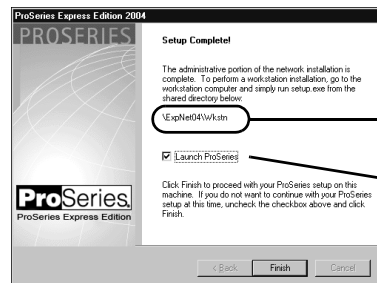 ProSeries Express Edition 2004
PROSERIES
Setup Complete!
The administrative portion of the network installation is
complete. To perform a workstation installation, go to the
workstation computer and simply run setup.exe from the
shared directory below:
\ExpNet04\Wkstn
Launch ProSeries
Click Finish to proceed with your ProSeries setup on this
machine. If you do not want to continue with your ProSeries
setup at this time, uncheck the checkbox above and click
Finish.
ProSeries.
ProSeries Express Edition
< Back
Finish
Cancel